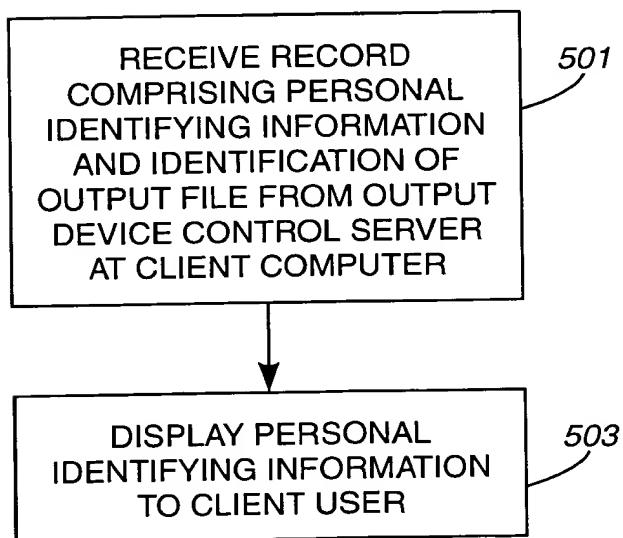 RECEIVE RECORD
COMPRISING PERSONAL
IDENTIFYING INFORMATION
AND IDENTIFICATION OF
OUTPUT FILE FROM OUTPUT
DEVICE CONTROL SERVER
AT CLIENT COMPUTER
501
DISPLAY PERSONAL
IDENTIFYING INFORMATION
TO CLIENT USER
503